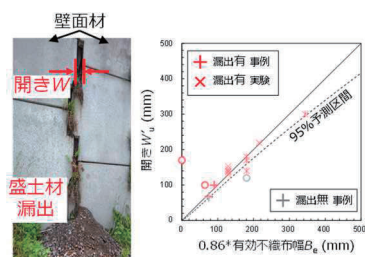 壁面材
開きW
盛土材
漏出
開きW'u (mm)
500
400
300
200
100
0
漏出有 事例
漏出有 実験
95%予測区間
漏出無 事例
0 100 200 300 400 500
0.86*有効不織布幅Be (mm)